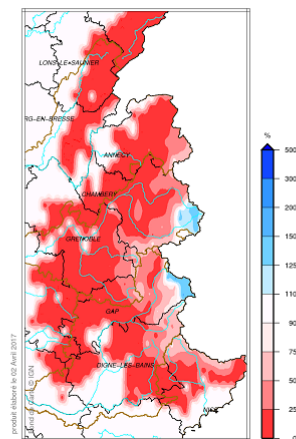 LONS-LE-SAUNIER
RG-EN-BRESSE
ANNECY
CHAMBERY
GRENOBLE
GAP
DIGNE-LES-BAINS
NICE
%
500
300
200
150
125
110
90
75
50
25
produit élaboré le 02 Avril 2017